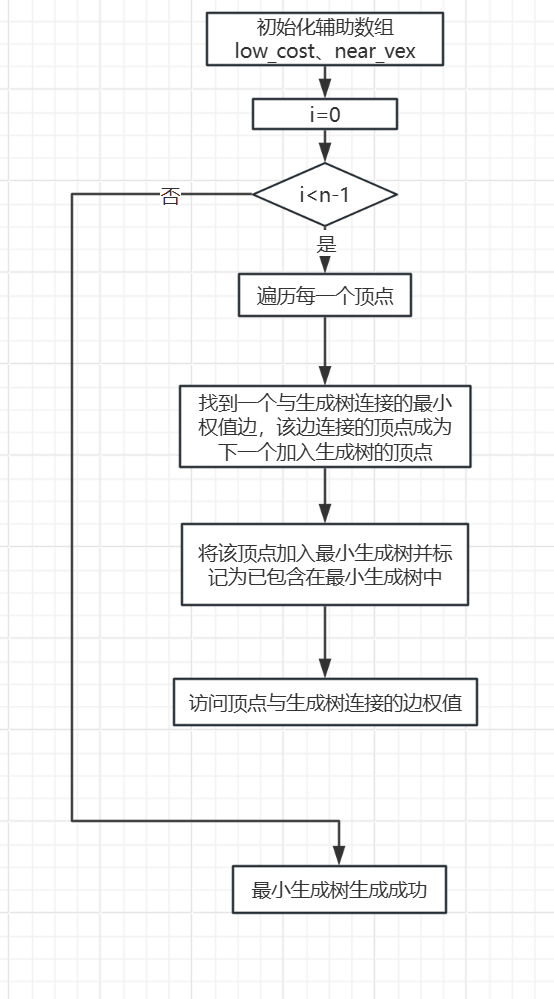 初始化辅助数组
low_cost、near_vex
i=0
i<n-1
否
是
遍历每一个顶点
找到一个与生成树连接的最小
权值边，该边连接的顶点成为
下一个加入生成树的顶点
将该顶点加入最小生成树并标
记为已包含在最小生成树中
访问顶点与生成树连接的边权值
最小生成树生成成功